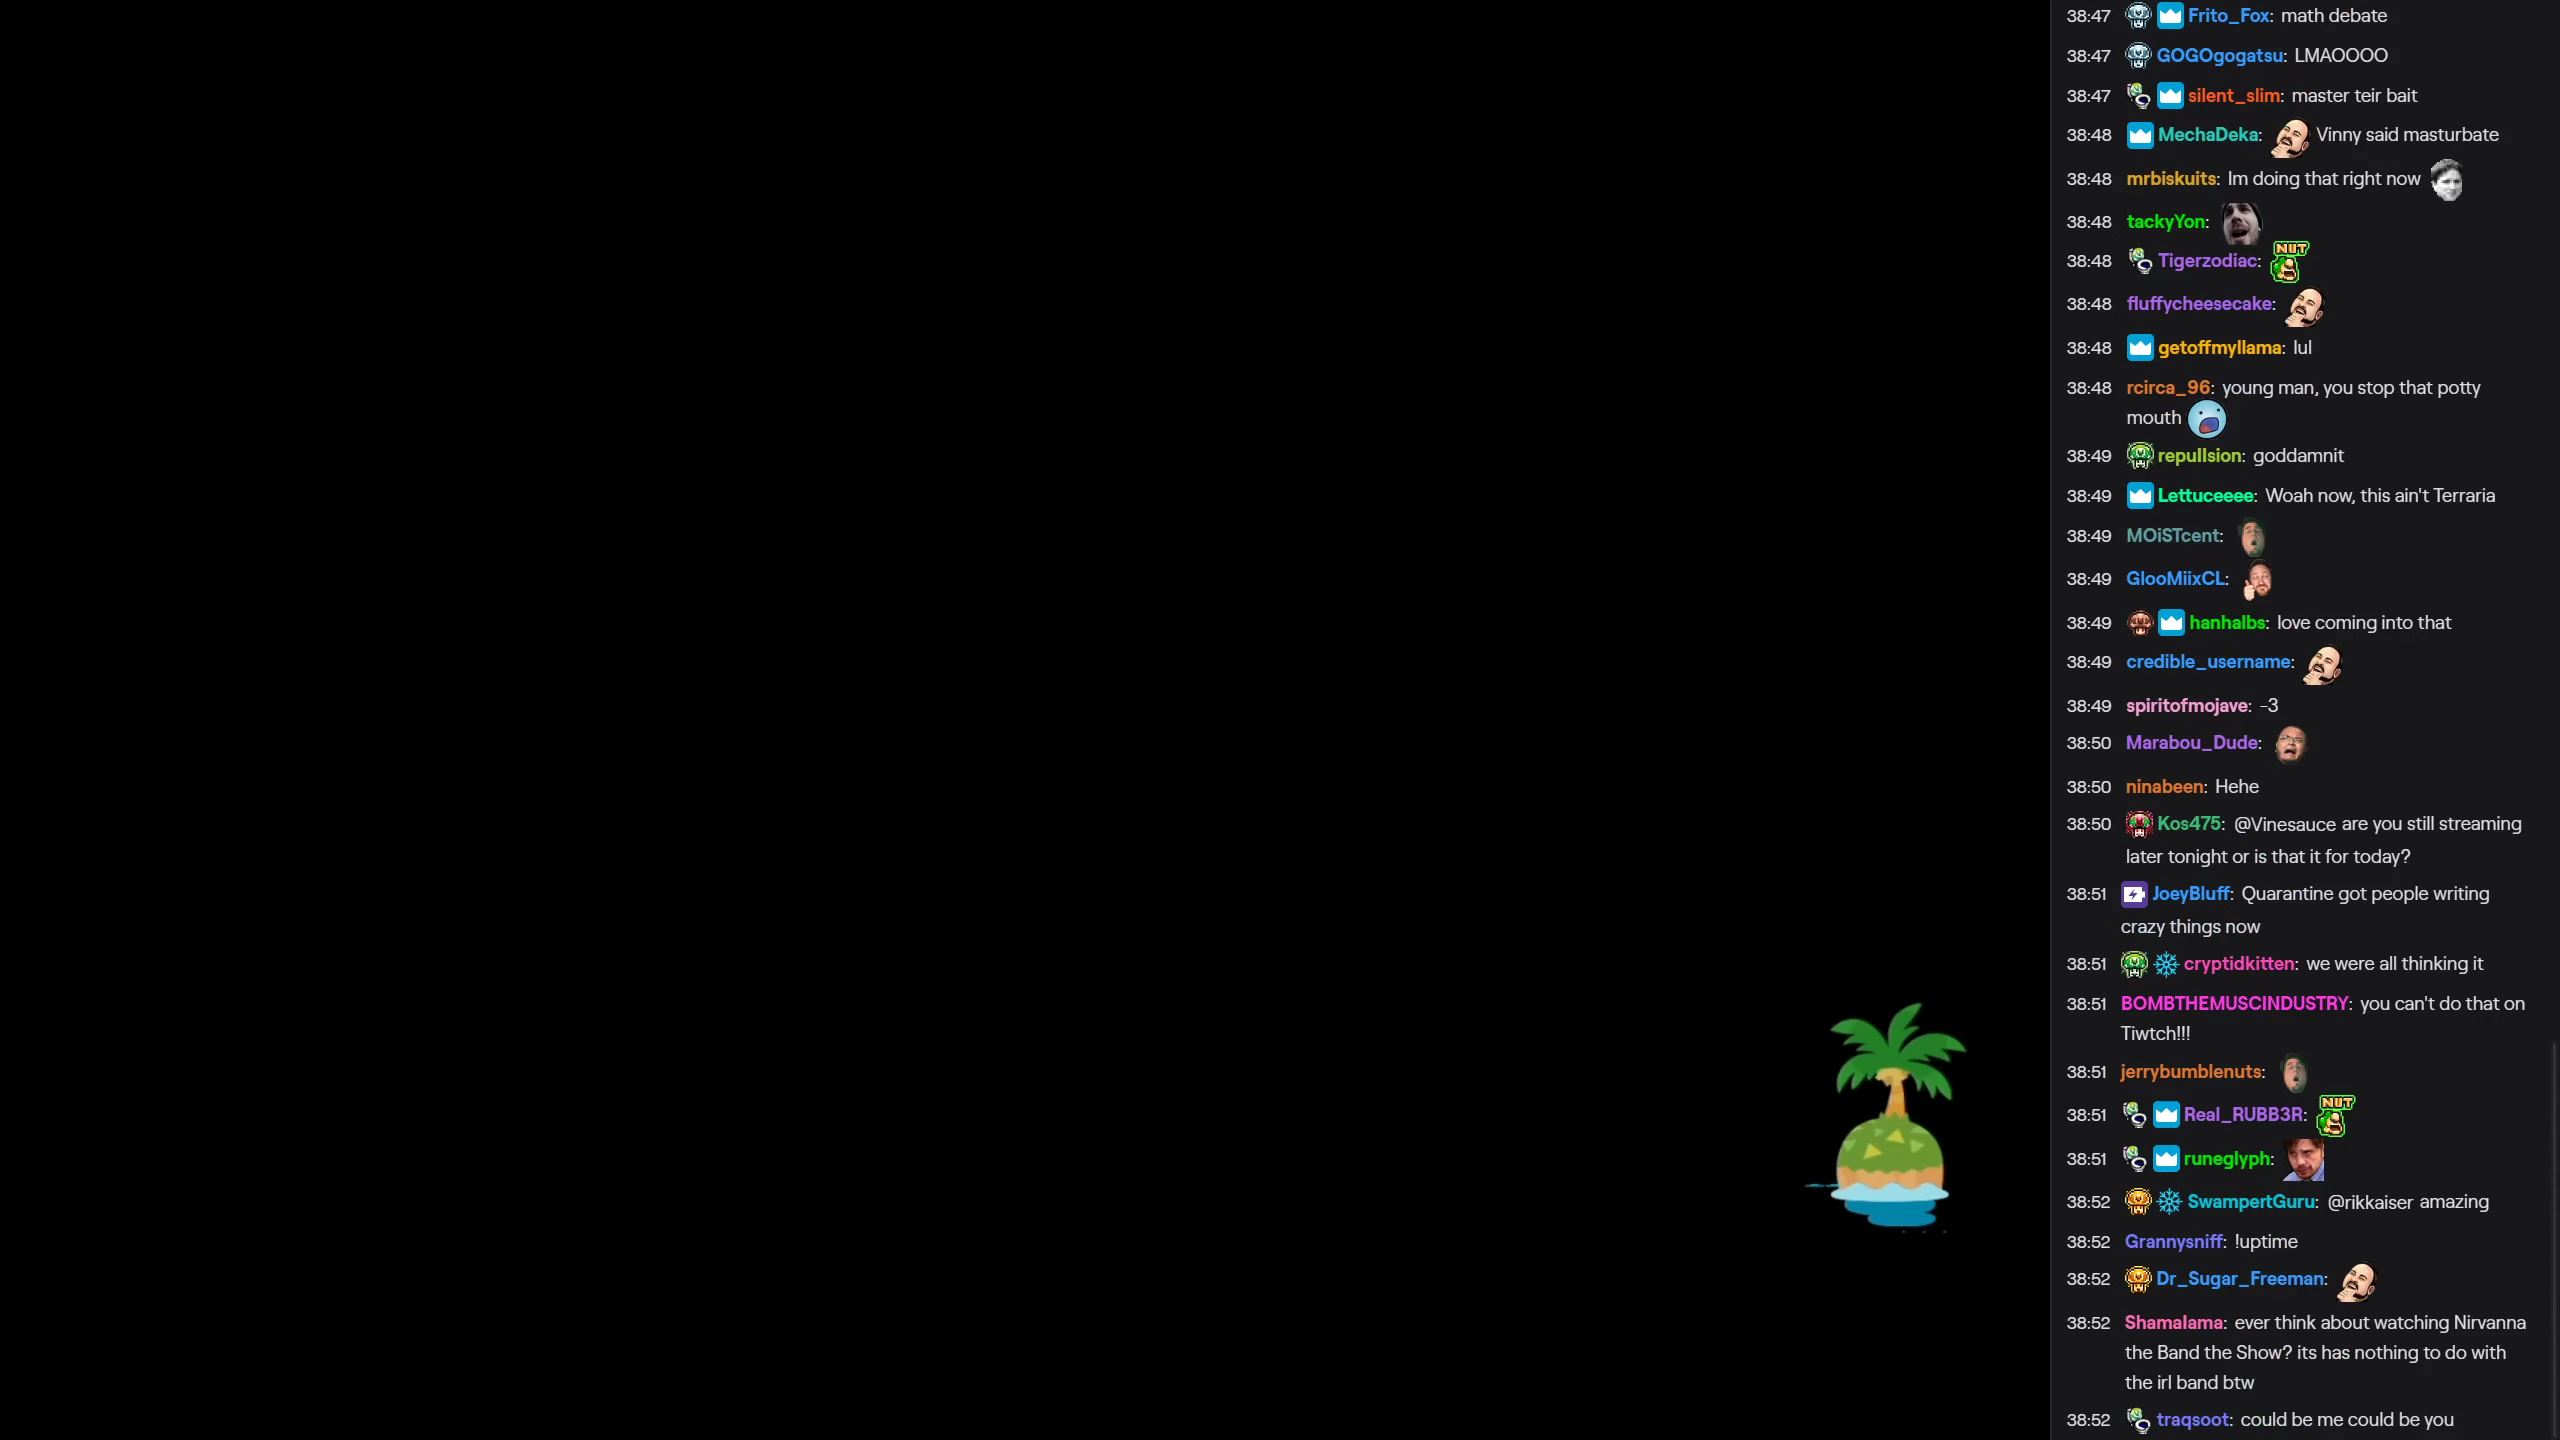 38:47 Frito_Fox: math debate
38:47 GOGOgogatsu: LMAOOOO
38:47 silent_slim: master teir bait
38:48 MechaDeka: Vinny said masturbate
38:48 mrbiskuits: Im doing that right now
38:48 tackyYon:
38:48 Tigerzodiac: NUT
38:48 fluffycheesecake:
38:48 getoffmyllama: lul
38:48 rcirca_96: young man, you stop that potty
mouth
38:49 repullsion: goddamnit
38:49 Lettuceeee: Woah now, this ain't Terraria
38:49 MOiSTcent:
38:49 GlooMiixCL:
38:49 hanhalbs: love coming into that
38:49 credible_username:
38:49 spiritofmojave: -3
38:50 Marabou_Dude:
38:50 ninabeen: Hehe
38:50 Kos475: @Vinesauce are you still streaming
later tonight or is that it for today?
38:51 JoeyBluff: Quarantine got people writing
crazy things now
38:51 cryptidkitten: we were all thinking it
38:51 BOMBTHEMUSCINDUSTRY: you can't do that on
Tiwtch!!!
38:51 jerrybumblenuts:
38:51 Real_RUBB3R: NUT
38:51 runeglyph:
38:52 SwampertGuru: @rikkaiser amazing
38:52 Grannysniff: !uptime
38:52 Dr_Sugar_Freeman:
38:52 Shamalama: ever think about watching Nirvanna
the Band the Show? its has nothing to do with
the irl band btw
38:52 traqsoot: could be me could be you